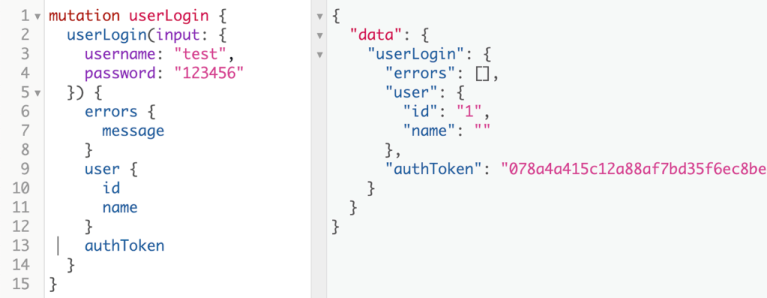 1 mutation userLogin {
2 userLogin(input: {
3 username: "test",
4 password: "123456"
5 }) {
6 errors {
7 message
8 }
9 user {
10 id
11 name
12 }
13 authToken
14 }
15 }
{
"data": {
"userLogin": {
"errors": [],
"user": {
"id": "1",
"name": ""
},
"authToken": "078a4a415c12a88af7bd35f6ec8be
}
}
}